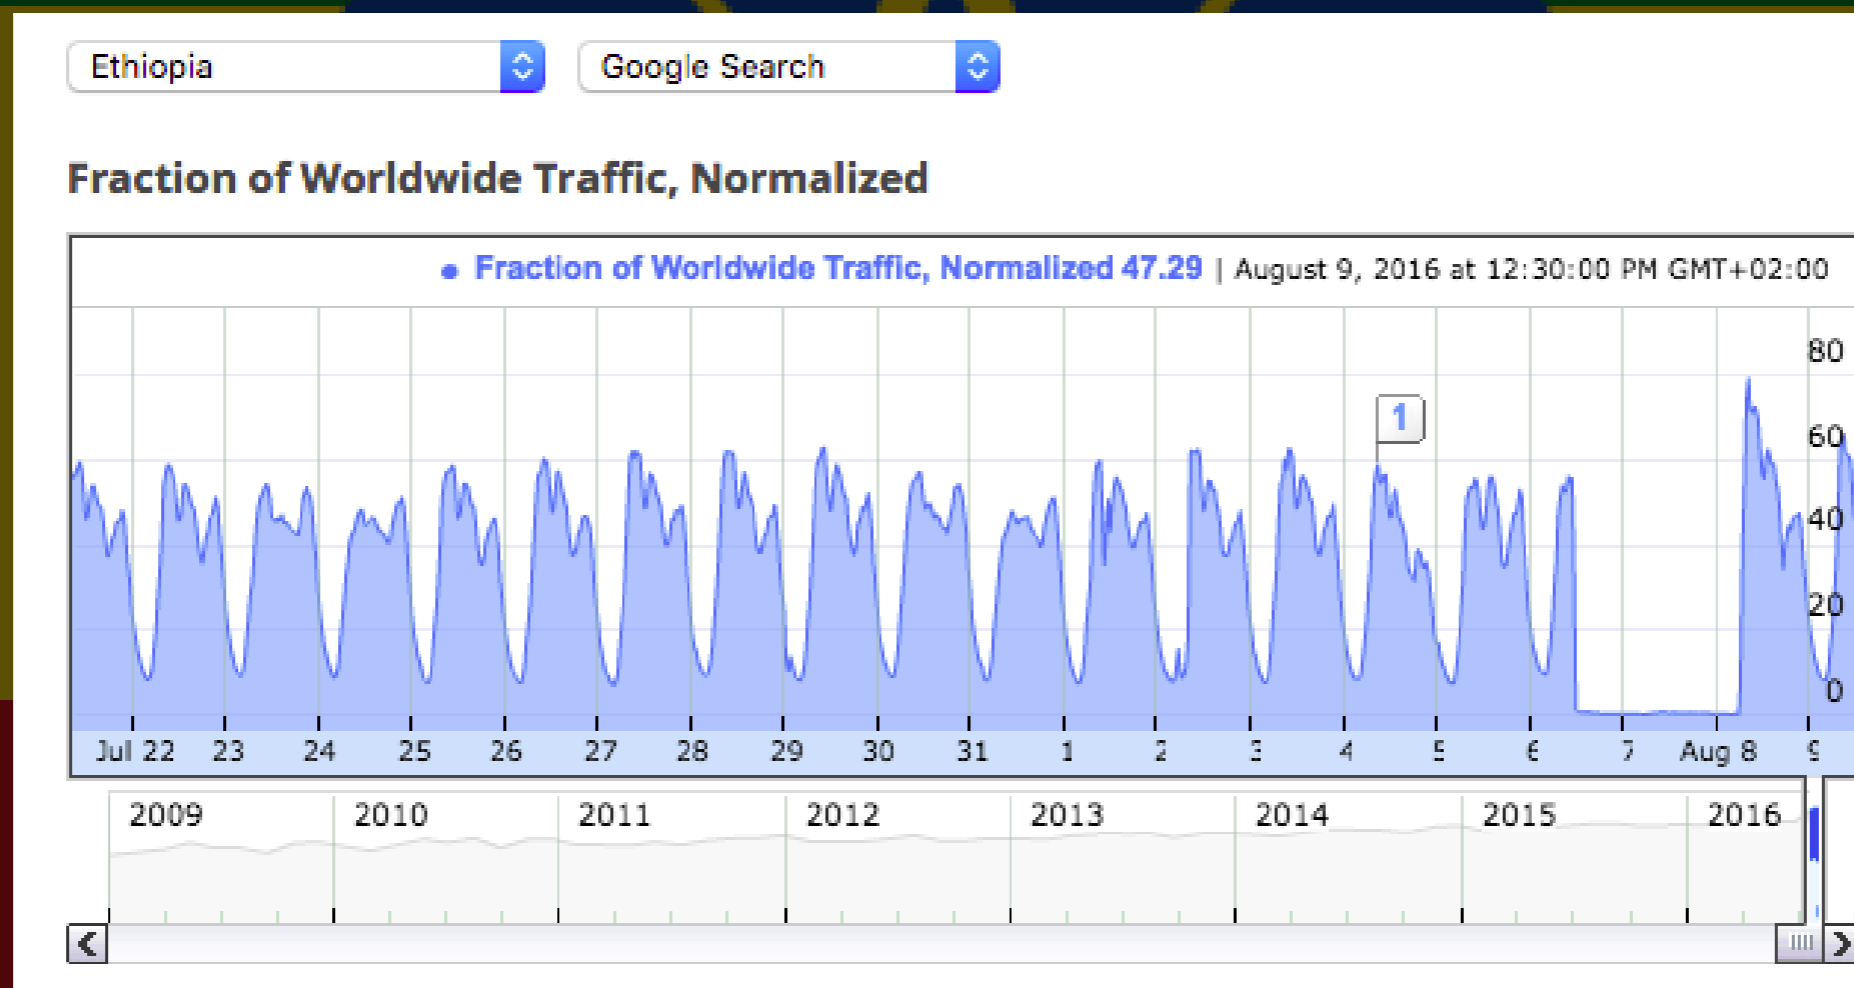 Ethiopia
Google Search
Fraction of Worldwide Traffic, Normalized
Fraction of Worldwide Traffic, Normalized 47.29 | August 9, 2016 at 12:30:00 PM GMT+02:00
80
1
60
40
20
0
Jul 22 23 24 25 26 27 28 29 30 31 1 2 3 4 5 6 7 Aug 8 9
2009 2010 2011 2012 2013 2014 2015 2016